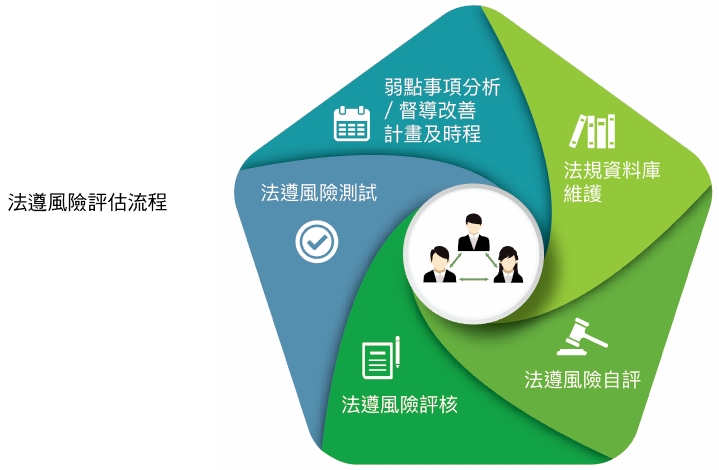 法遵風險評估流程
弱點事項分析
/ 督導改善
計畫及時程
法規資料庫
維護
法遵風險自評
法遵風險評核
法遵風險測試